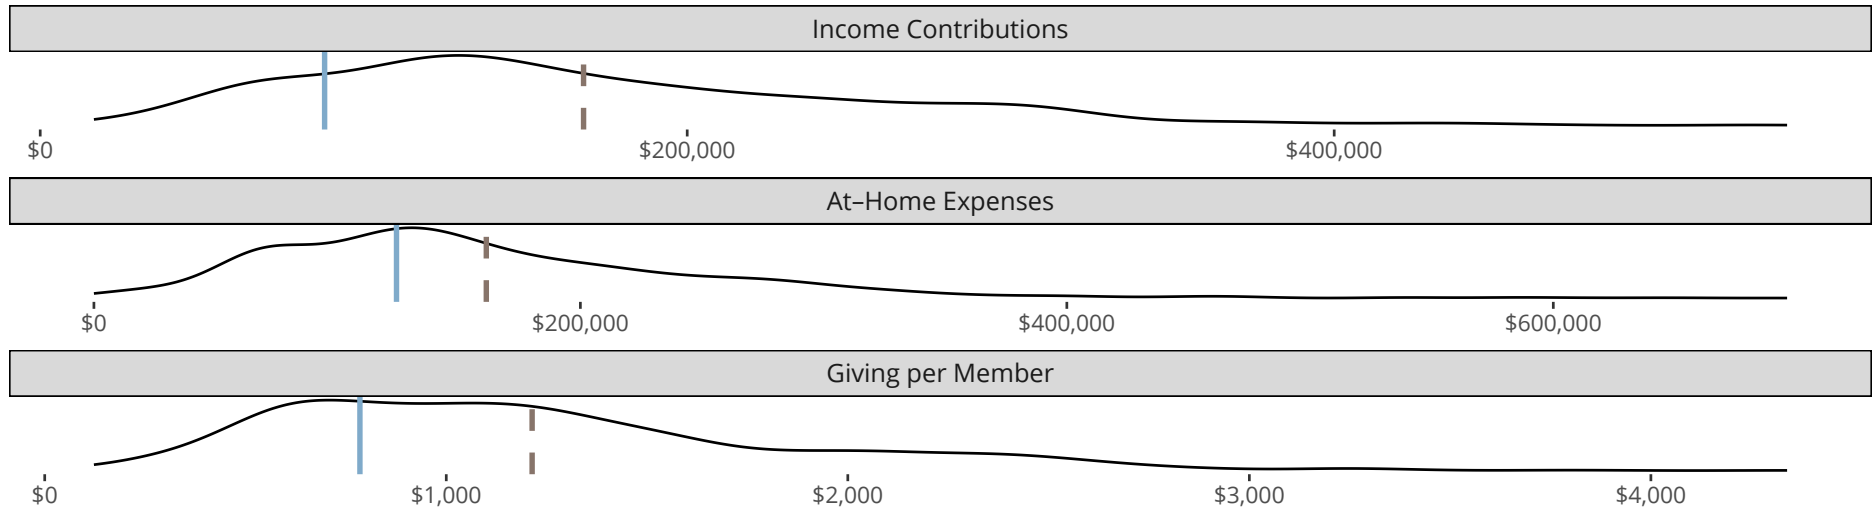 Income Contributions
$0 $200,000 $400,000
At–Home Expenses
$0 $200,000 $400,000 $600,000
Giving per Member
$0 $1,000 $2,000 $3,000 $4,000